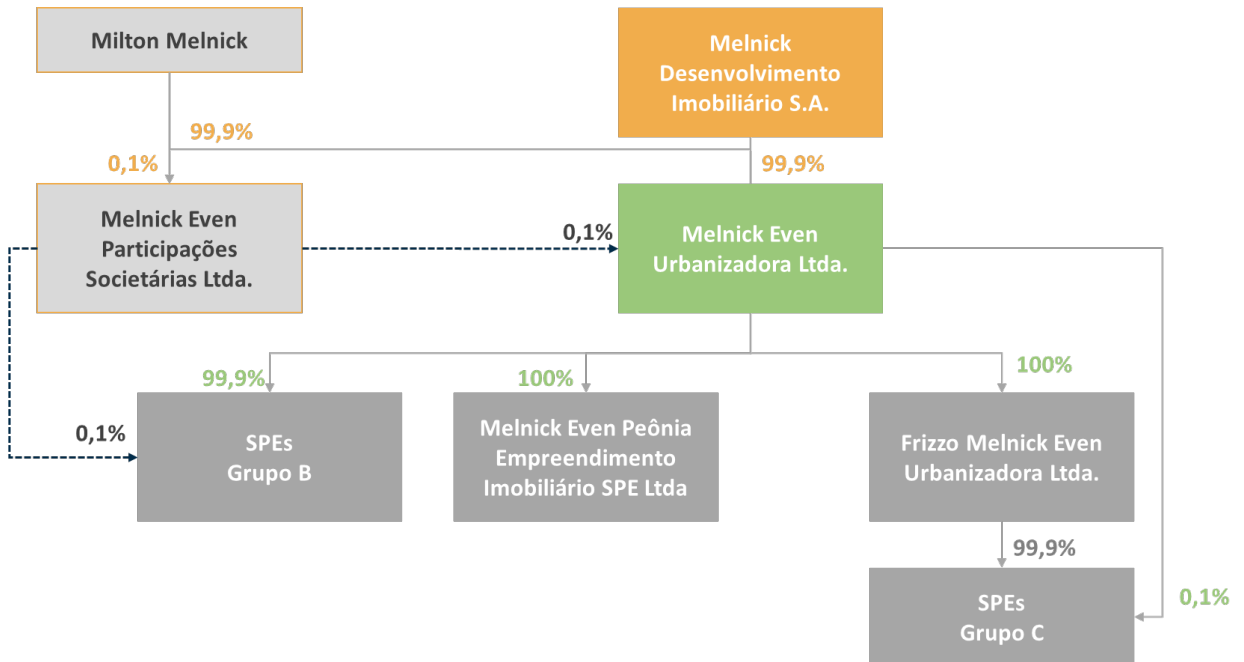 Milton Melnick
Melnick
Desenvolvimento
Imobiliário S.A.
99,9%
0,1%
99,9%
Melnick Even
Participações
Societárias Ltda.
0,1%
Melnick Even
Urbanizadora Ltda.
99,9%
100%
100%
0,1%
SPEs
Grupo B
Melnick Even Peônia
Empreendimento
Imobiliário SPE Ltda
Frizzo Melnick Even
Urbanizadora Ltda.
99,9%
0,1%
SPEs
Grupo C